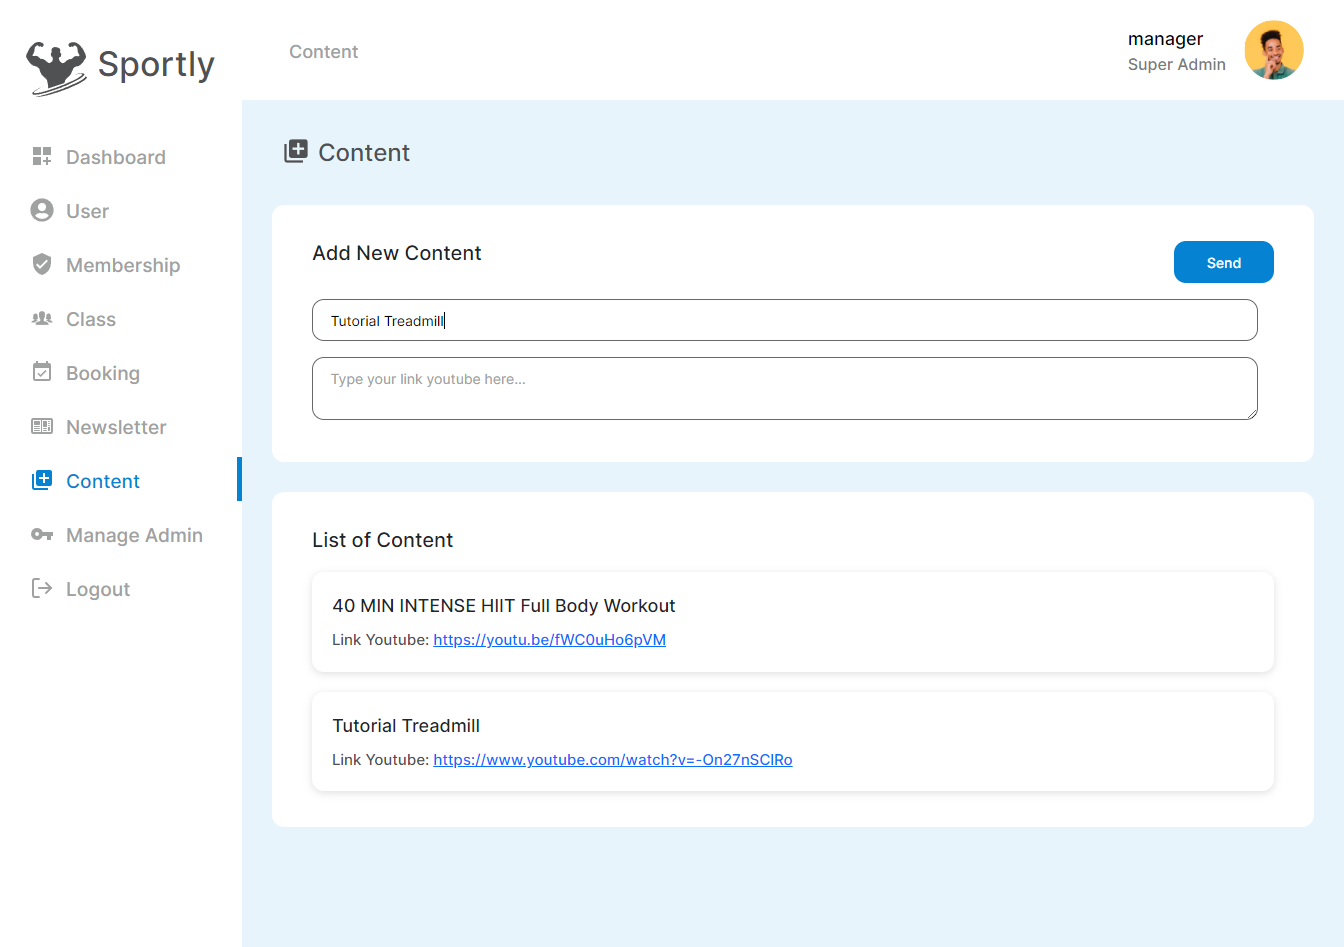 Sportly
Content
manager
Super Admin
Dashboard
User
Membership
Class
Booking
Newsletter
Content
Manage Admin
Logout
Content
Add New Content
Send
Tutorial Treadmill
Type your link youtube here...
List of Content
40 MIN INTENSE HIIT Full Body Workout
Link Youtube: https://youtu.be/fWC0uHo6pVM
Tutorial Treadmill
Link Youtube: https://www.youtube.com/watch?v=-On27nSCIRo